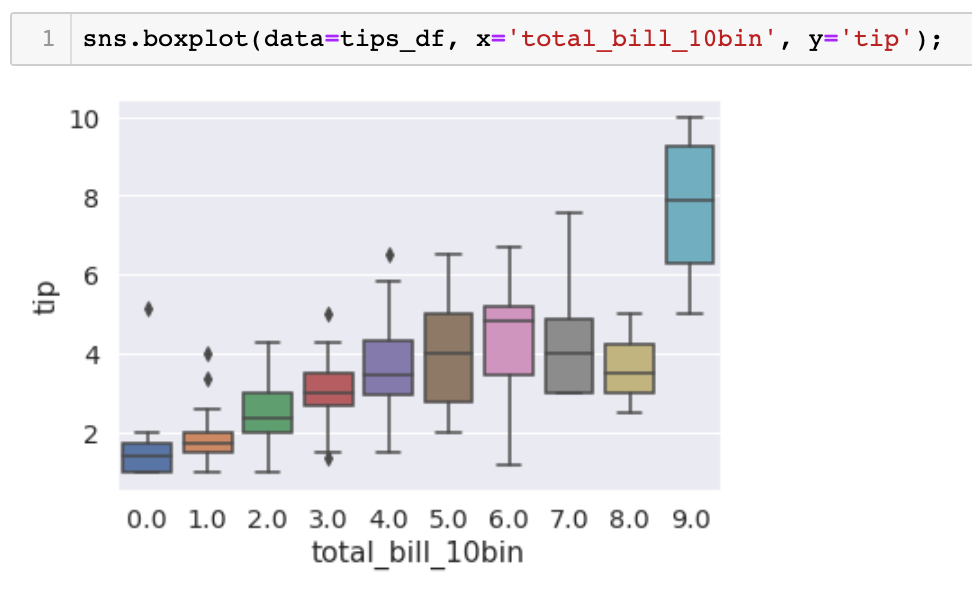 1 sns.boxplot(data=tips_df, x='total_bill_10bin', y='tip');
10
8
6
4
2
tip
0.0 1.0 2.0 3.0 4.0 5.0 6.0 7.0 8.0 9.0
total_bill_10bin